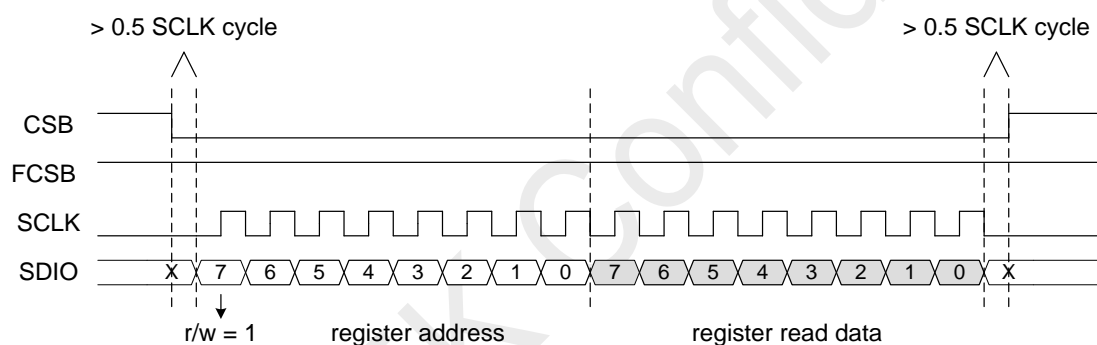 > 0.5 SCLK cycle > 0.5 SCLK cycle
CSB
FCSB
SCLK
SDIO X 7 6 5 4 3 2 1 0 7 6 5 4 3 2 1 0 X
r/w = 1 register address register read data